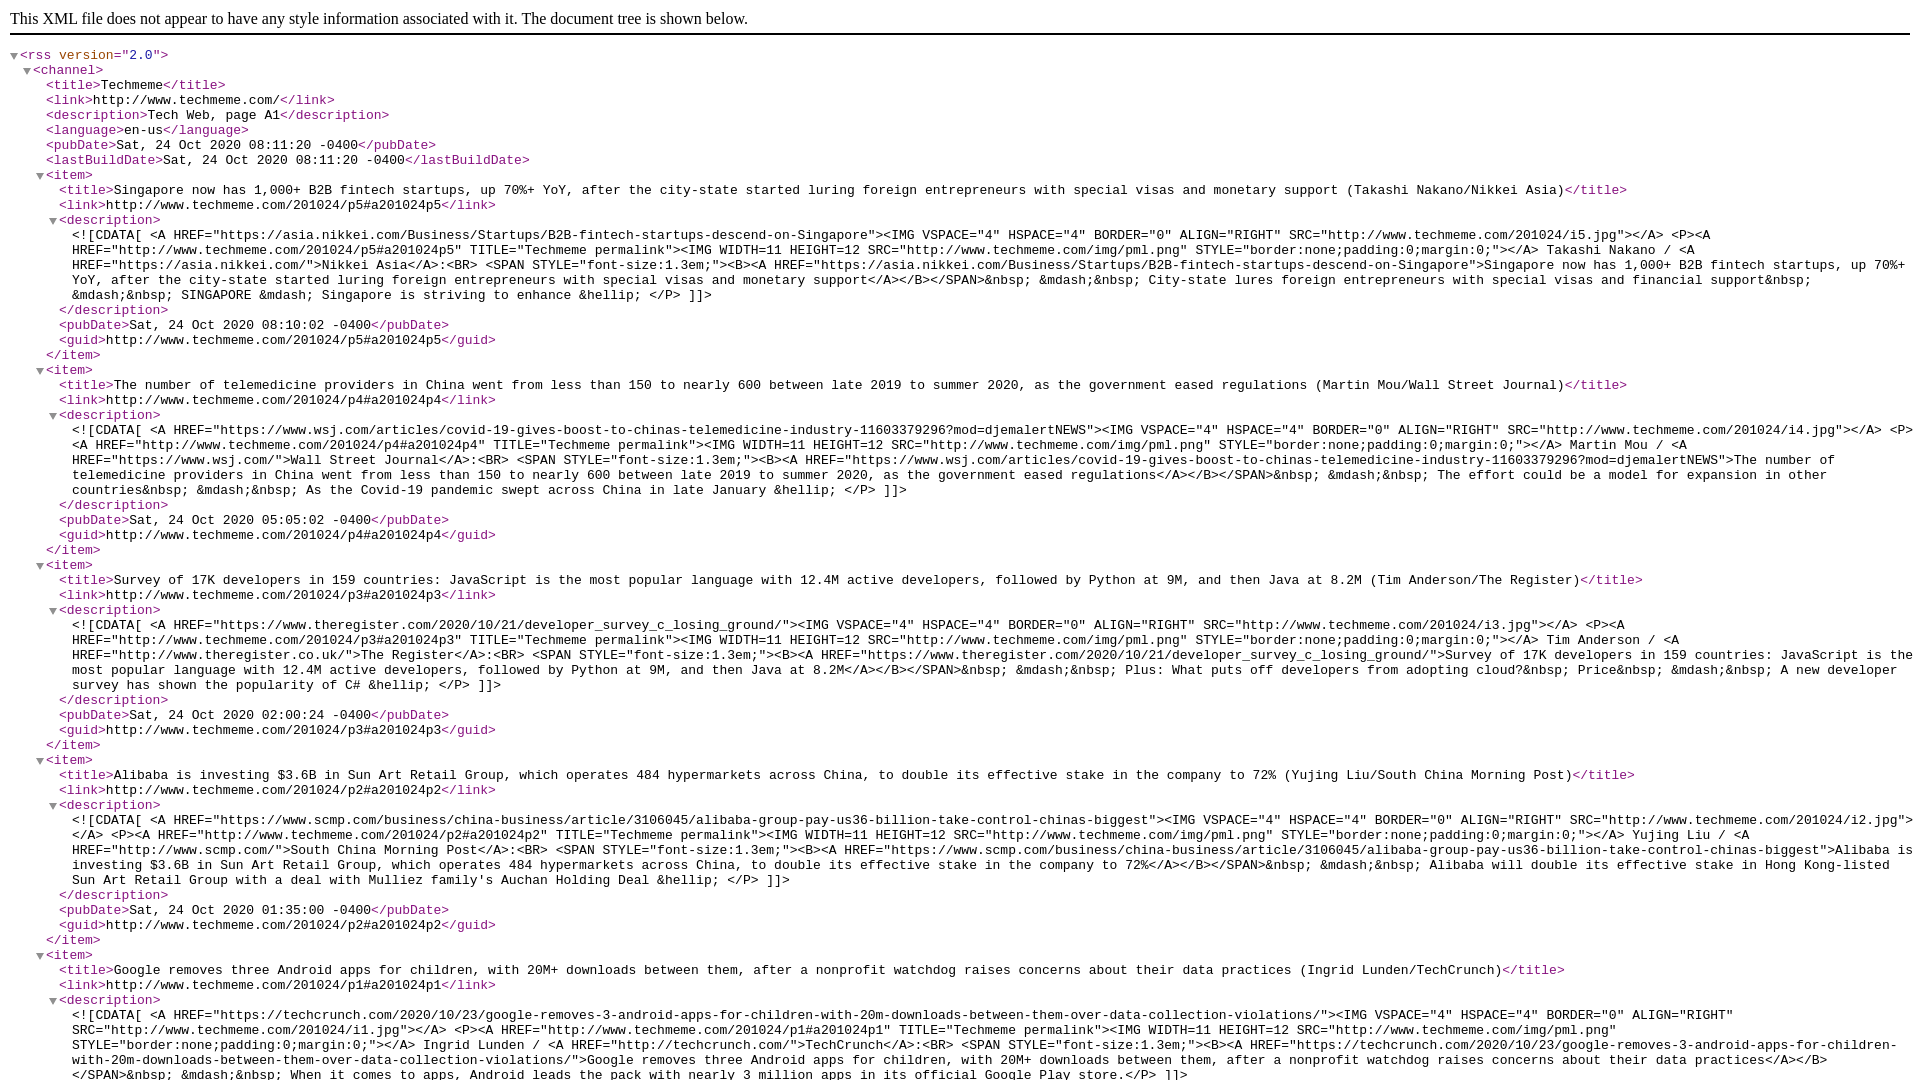 This XML file does not appear to have any style information associated with it. The document tree is shown below.
<rss version="2.0">
<channel>
<title>Techmeme</title>
<link>http://www.techmeme.com/</link>
<description>Tech Web, page A1</description>
<language>en-us</language>
<pubDate>Sat, 24 Oct 2020 08:11:20 -0400</pubDate>
<lastBuildDate>Sat, 24 Oct 2020 08:11:20 -0400</lastBuildDate>
<item>
<title>Singapore now has 1,000+ B2B fintech startups, up 70%+ YoY, after the city-state started luring foreign entrepreneurs with special visas and monetary support (Takashi Nakano/Nikkei Asia)</title>
<link>http://www.techmeme.com/201024/p5#a201024p5</link>
<description>
<![CDATA[ <A HREF="https://asia.nikkei.com/Business/Startups/B2B-fintech-startups-descend-on-Singapore"><IMG VSPACE="4" HSPACE="4" BORDER="0" ALIGN="RIGHT" SRC="http://www.techmeme.com/201024/i5.jpg"></A> <P><A
HREF="http://www.techmeme.com/201024/p5#a201024p5" TITLE="Techmeme permalink"><IMG WIDTH=11 HEIGHT=12 SRC="http://www.techmeme.com/img/pml.png" STYLE="border:none;padding:0;margin:0;"></A> Takashi Nakano / <A
HREF="https://asia.nikkei.com/">Nikkei Asia</A>:<BR> <SPAN STYLE="font-size:1.3em;"><B><A HREF="https://asia.nikkei.com/Business/Startups/B2B-fintech-startups-descend-on-Singapore">Singapore now has 1,000+ B2B fintech startups, up 70%+
YoY, after the city-state started luring foreign entrepreneurs with special visas and monetary support</A></B></SPAN>&nbsp; &mdash;&nbsp; City-state lures foreign entrepreneurs with special visas and financial support&nbsp;
&mdash;&nbsp; SINGAPORE &mdash; Singapore is striving to enhance &hellip; </P> ]]>
</description>
<pubDate>Sat, 24 Oct 2020 08:10:02 -0400</pubDate>
<guid>http://www.techmeme.com/201024/p5#a201024p5</guid>
</item>
<item>
<title>The number of telemedicine providers in China went from less than 150 to nearly 600 between late 2019 to summer 2020, as the government eased regulations (Martin Mou/Wall Street Journal)</title>
<link>http://www.techmeme.com/201024/p4#a201024p4</link>
<description>
<![CDATA[ <A HREF="https://www.wsj.com/articles/covid-19-gives-boost-to-chinas-telemedicine-industry-11603379296?mod=djemalertNEWS"><IMG VSPACE="4" HSPACE="4" BORDER="0" ALIGN="RIGHT" SRC="http://www.techmeme.com/201024/i4.jpg"></A> <P>
<A HREF="http://www.techmeme.com/201024/p4#a201024p4" TITLE="Techmeme permalink"><IMG WIDTH=11 HEIGHT=12 SRC="http://www.techmeme.com/img/pml.png" STYLE="border:none;padding:0;margin:0;"></A> Martin Mou / <A
HREF="https://www.wsj.com/">Wall Street Journal</A>:<BR> <SPAN STYLE="font-size:1.3em;"><B><A HREF="https://www.wsj.com/articles/covid-19-gives-boost-to-chinas-telemedicine-industry-11603379296?mod=djemalertNEWS">The number of
telemedicine providers in China went from less than 150 to nearly 600 between late 2019 to summer 2020, as the government eased regulations</A></B></SPAN>&nbsp; &mdash;&nbsp; The effort could be a model for expansion in other
countries&nbsp; &mdash;&nbsp; As the Covid-19 pandemic swept across China in late January &hellip; </P> ]]>
</description>
<pubDate>Sat, 24 Oct 2020 05:05:02 -0400</pubDate>
<guid>http://www.techmeme.com/201024/p4#a201024p4</guid>
</item>
<item>
<title>Survey of 17K developers in 159 countries: JavaScript is the most popular language with 12.4M active developers, followed by Python at 9M, and then Java at 8.2M (Tim Anderson/The Register)</title>
<link>http://www.techmeme.com/201024/p3#a201024p3</link>
<description>
<![CDATA[ <A HREF="https://www.theregister.com/2020/10/21/developer_survey_c_losing_ground/"><IMG VSPACE="4" HSPACE="4" BORDER="0" ALIGN="RIGHT" SRC="http://www.techmeme.com/201024/i3.jpg"></A> <P><A
HREF="http://www.techmeme.com/201024/p3#a201024p3" TITLE="Techmeme permalink"><IMG WIDTH=11 HEIGHT=12 SRC="http://www.techmeme.com/img/pml.png" STYLE="border:none;padding:0;margin:0;"></A> Tim Anderson / <A
HREF="http://www.theregister.co.uk/">The Register</A>:<BR> <SPAN STYLE="font-size:1.3em;"><B><A HREF="https://www.theregister.com/2020/10/21/developer_survey_c_losing_ground/">Survey of 17K developers in 159 countries: JavaScript is the
most popular language with 12.4M active developers, followed by Python at 9M, and then Java at 8.2M</A></B></SPAN>&nbsp; &mdash;&nbsp; Plus: What puts off developers from adopting cloud?&nbsp; Price&nbsp; &mdash;&nbsp; A new developer
survey has shown the popularity of C# &hellip; </P> ]]>
</description>
<pubDate>Sat, 24 Oct 2020 02:00:24 -0400</pubDate>
<guid>http://www.techmeme.com/201024/p3#a201024p3</guid>
</item>
<item>
<title>Alibaba is investing $3.6B in Sun Art Retail Group, which operates 484 hypermarkets across China, to double its effective stake in the company to 72% (Yujing Liu/South China Morning Post)</title>
<link>http://www.techmeme.com/201024/p2#a201024p2</link>
<description>
<![CDATA[ <A HREF="https://www.scmp.com/business/china-business/article/3106045/alibaba-group-pay-us36-billion-take-control-chinas-biggest"><IMG VSPACE="4" HSPACE="4" BORDER="0" ALIGN="RIGHT" SRC="http://www.techmeme.com/201024/i2.jpg">
</A> <P><A HREF="http://www.techmeme.com/201024/p2#a201024p2" TITLE="Techmeme permalink"><IMG WIDTH=11 HEIGHT=12 SRC="http://www.techmeme.com/img/pml.png" STYLE="border:none;padding:0;margin:0;"></A> Yujing Liu / <A
HREF="http://www.scmp.com/">South China Morning Post</A>:<BR> <SPAN STYLE="font-size:1.3em;"><B><A HREF="https://www.scmp.com/business/china-business/article/3106045/alibaba-group-pay-us36-billion-take-control-chinas-biggest">Alibaba is
investing $3.6B in Sun Art Retail Group, which operates 484 hypermarkets across China, to double its effective stake in the company to 72%</A></B></SPAN>&nbsp; &mdash;&nbsp; Alibaba will double its effective stake in Hong Kong-listed
Sun Art Retail Group with a deal with Mulliez family's Auchan Holding Deal &hellip; </P> ]]>
</description>
<pubDate>Sat, 24 Oct 2020 01:35:00 -0400</pubDate>
<guid>http://www.techmeme.com/201024/p2#a201024p2</guid>
</item>
<item>
<title>Google removes three Android apps for children, with 20M+ downloads between them, after a nonprofit watchdog raises concerns about their data practices (Ingrid Lunden/TechCrunch)</title>
<link>http://www.techmeme.com/201024/p1#a201024p1</link>
<description>
<![CDATA[ <A HREF="https://techcrunch.com/2020/10/23/google-removes-3-android-apps-for-children-with-20m-downloads-between-them-over-data-collection-violations/"><IMG VSPACE="4" HSPACE="4" BORDER="0" ALIGN="RIGHT"
SRC="http://www.techmeme.com/201024/i1.jpg"></A> <P><A HREF="http://www.techmeme.com/201024/p1#a201024p1" TITLE="Techmeme permalink"><IMG WIDTH=11 HEIGHT=12 SRC="http://www.techmeme.com/img/pml.png"
STYLE="border:none;padding:0;margin:0;"></A> Ingrid Lunden / <A HREF="http://techcrunch.com/">TechCrunch</A>:<BR> <SPAN STYLE="font-size:1.3em;"><B><A HREF="https://techcrunch.com/2020/10/23/google-removes-3-android-apps-for-children-
with-20m-downloads-between-them-over-data-collection-violations/">Google removes three Android apps for children, with 20M+ downloads between them, after a nonprofit watchdog raises concerns about their data practices</A></B>
</SPAN>&nbsp; &mdash;&nbsp; When it comes to apps, Android leads the pack with nearly 3 million apps in its official Google Play store.</P> ]]>